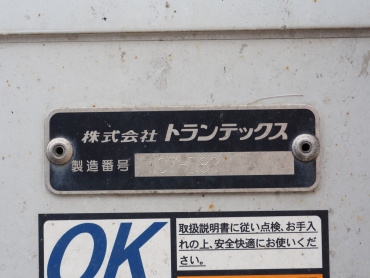 株式会社 トランテックス
製造番号
OK
取扱説明書に従い点検、お手入
れの上、安全快適にお使いくだ
さい。